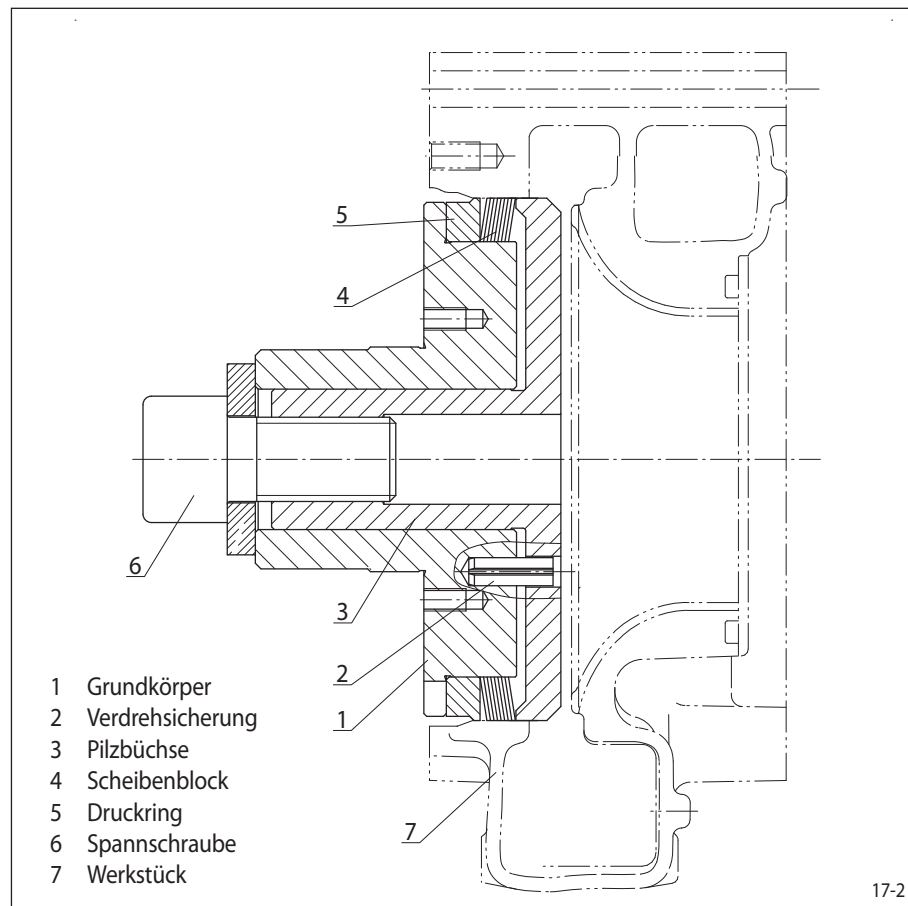 5
4
6
3
2
1
7
1 Grundkörper
2 Verdrehsicherung
3 Pilzbüchse
4 Scheibenblock
5 Druckring
6 Spannschraube
7 Werkstück
17-2